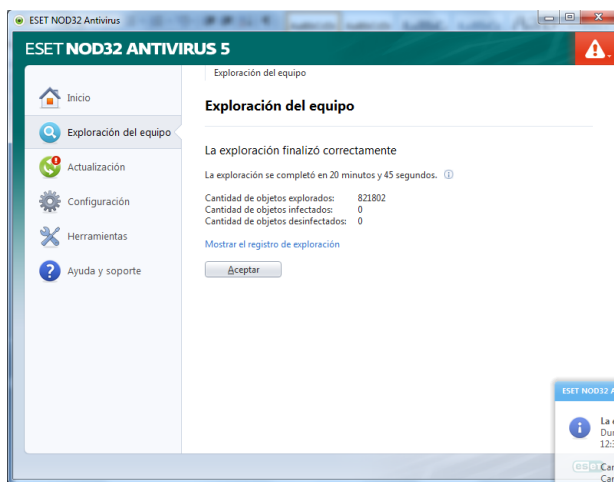 ESET NOD32 Antivirus
ESET NOD32 ANTIVIRUS 5
Exploración del equipo
Inicio
Exploración del equipo
Actualización
Configuración
Herramientas
Ayuda y soporte
Exploración del equipo
La exploración finalizó correctamente
La exploración se completó en 20 minutos y 45 segundos.
Cantidad de objetos explorados: 821802
Cantidad de objetos infectados: 0
Cantidad de objetos desinfectados: 0
Mostrar el registro de exploración
Aceptar
ESET NOD32
La
12: